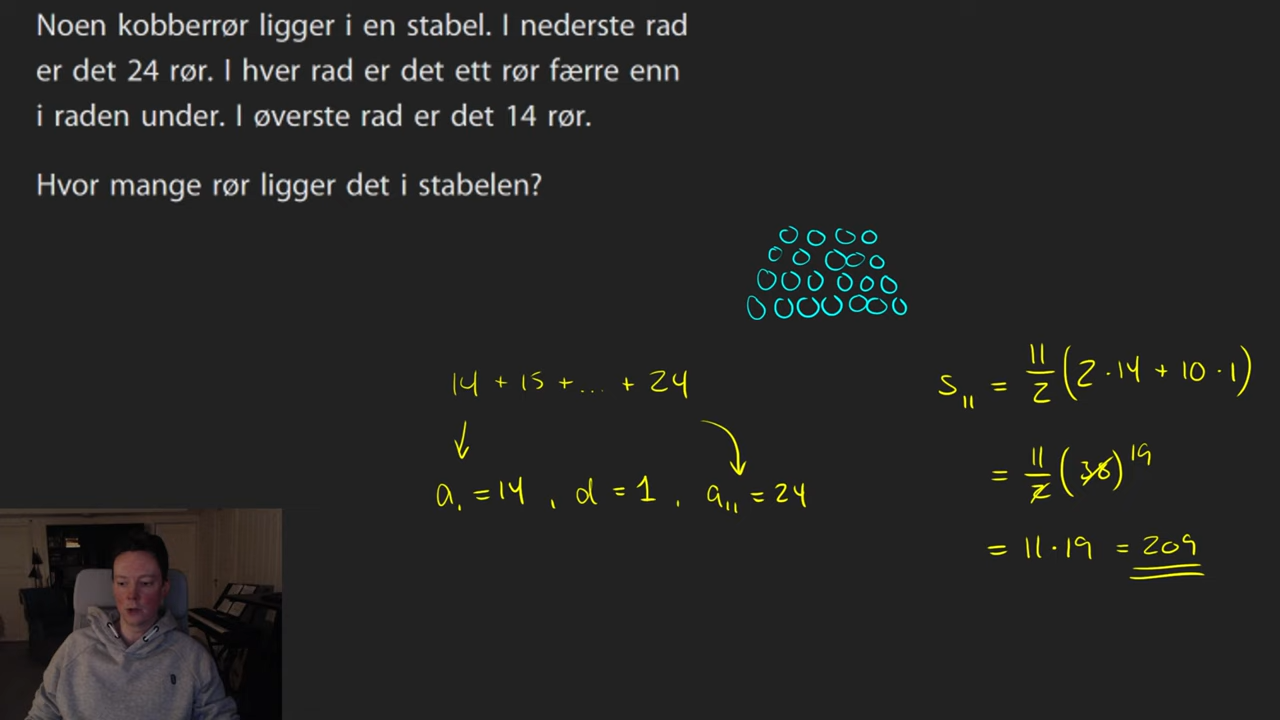 Noen kobberrør ligger i en stabel. I nederste rad
er det 24 rør. I hver rad er det ett rør færre enn
i raden under. I øverste rad er det 14 rør.
Hvor mange rør ligger det i stabelen?
14 + 15 + ... + 24
a₁ = 14 , d = 1 , a₁₁ = 24
S₁₁ = 11/2 (2 · 14 + 10 · 1)
= 11/2 (38) 19
= 11 · 19 = 209